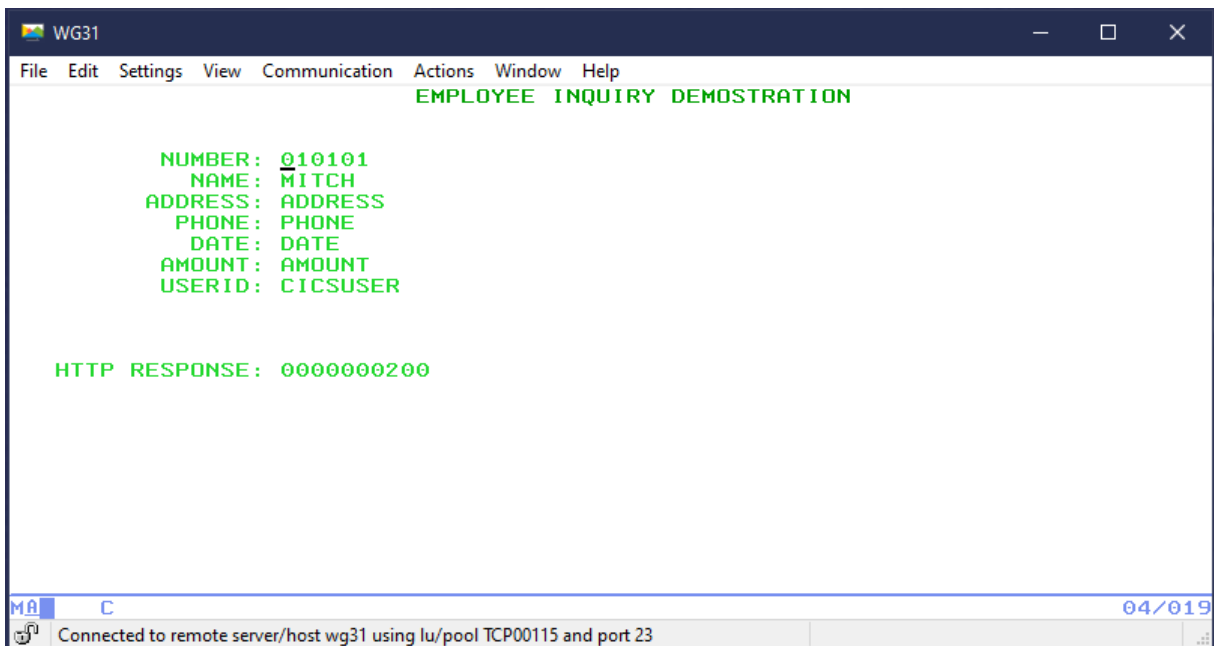 WG31
File Edit Settings View Communication Actions Window Help
EMPLOYEE INQUIRY DEMOSTRATION
NUMBER: 010101
NAME: MITCH
ADDRESS: ADDRESS
PHONE: PHONE
DATE: DATE
AMOUNT: AMOUNT
USERID: CICSUSER
HTTP RESPONSE: 0000000200
MA C 04/019
Connected to remote server/host wg31 using lu/pool TCP00115 and port 23